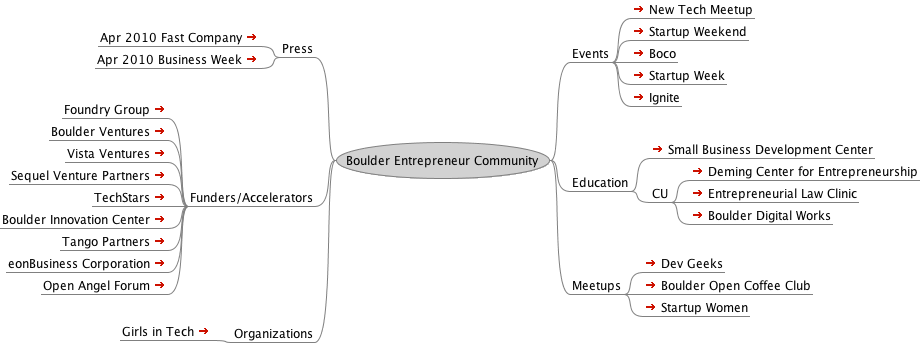 Boulder Entrepreneur Community
Press
Apr 2010 Fast Company
Apr 2010 Business Week
Funders/Accelerators
Foundry Group
Boulder Ventures
Vista Ventures
Sequel Venture Partners
TechStars
Boulder Innovation Center
Tango Partners
eonBusiness Corporation
Open Angel Forum
Organizations
Girls in Tech
Events
New Tech Meetup
Startup Weekend
Boco
Startup Week
Ignite
Education
Small Business Development Center
CU
Deming Center for Entrepreneurship
Entrepreneurial Law Clinic
Boulder Digital Works
Meetups
Dev Geeks
Boulder Open Coffee Club
Startup Women